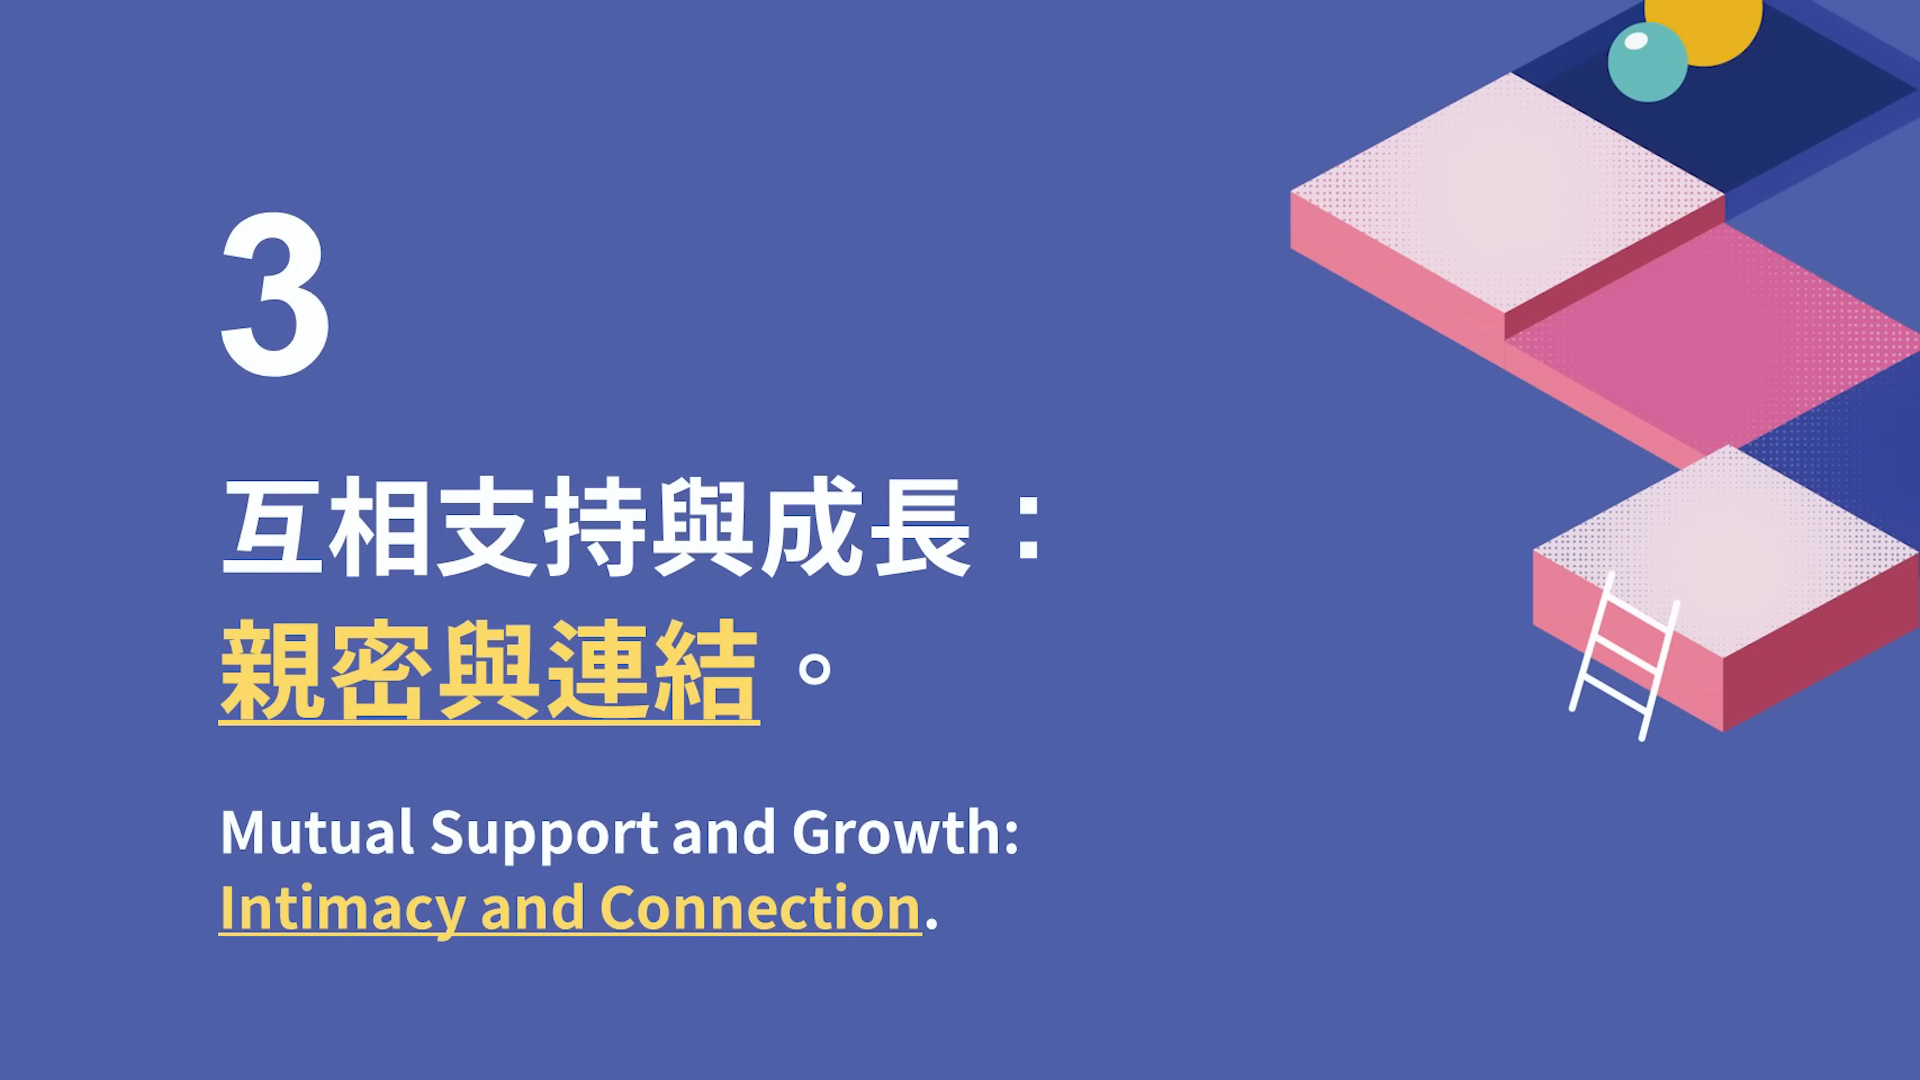 3
互相支持與成長：
親密與連結。
Mutual Support and Growth:
Intimacy and Connection.